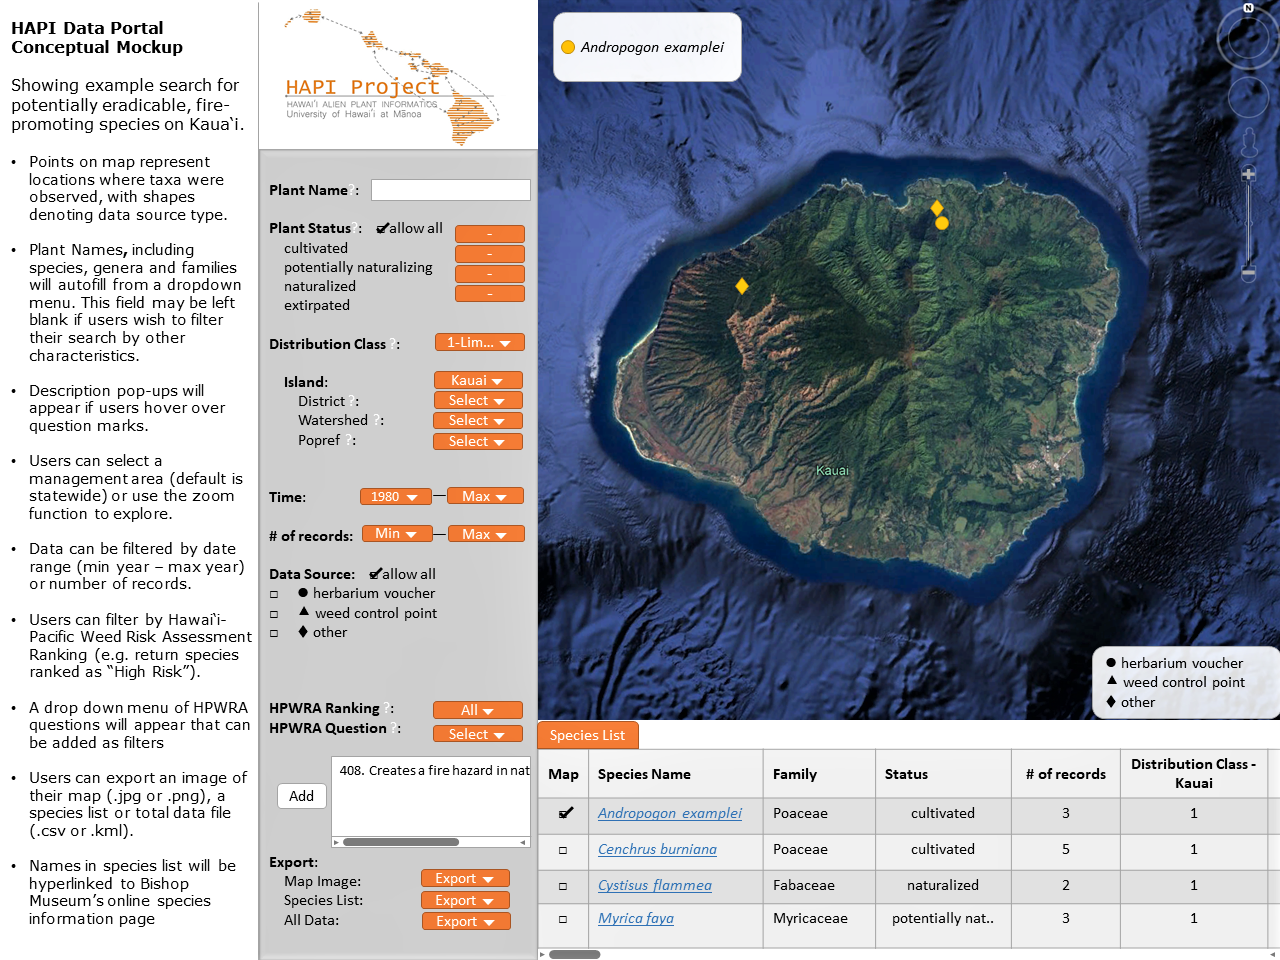 HAPI Data Portal
Conceptual Mockup
Showing example search for
potentially eradicable, fire-
promoting species on Kauaʻi.
• Points on map represent
locations where taxa were
observed, with shapes
denoting data source type.
• Plant Names, including
species, genera and families
will autofill from a dropdown
menu. This field may be left
blank if users wish to filter
their search by other
characteristics.
• Description pop-ups will
appear if users hover over
question marks.
• Users can select a
management area (default is
statewide) or use the zoom
function to explore.
• Data can be filtered by date
range (min year – max year)
or number of records.
• Users can filter by Hawaiʻi-
Pacific Weed Risk Assessment
Ranking (e.g. return species
ranked as “High Risk”).
• A drop down menu of HPWRA
questions will appear that can
be added as filters
• Users can export an image of
their map (.jpg or .png), a
species list or total data file
(.csv or .kml).
• Names in species list will be
hyperlinked to Bishop
Museum’s online species
information page
HAPI Project
HAWAIʻI ALIEN PLANT INFORMATICS
University of Hawaiʻi at Mānoa
Plant Name?:
Plant Status?: allow all
cultivated -
potentially naturalizing -
naturalized -
extirpated -
Distribution Class ?: 1-Lim...
Island: Kauai
District ?: Select
Watershed ?: Select
Popref ?: Select
Time: 1980 — Max
# of records: Min — Max
Data Source: allow all
herbarium voucher
weed control point
other
HPWRA Ranking ?: All
HPWRA Question ?: Select
Add
408. Creates a fire hazard in nat
Export:
Map Image: Export
Species List: Export
All Data: Export
Andropogon examplei
N
Kauai
herbarium voucher
weed control point
other
Species List
Map Species Name Family Status # of records Distribution Class -
Kauai
Andropogon examplei Poaceae cultivated 3 1
Cenchrus burniana Poaceae cultivated 5 1
Cystisus flammea Fabaceae naturalized 2 1
Myrica faya Myricaceae potentially nat.. 3 1